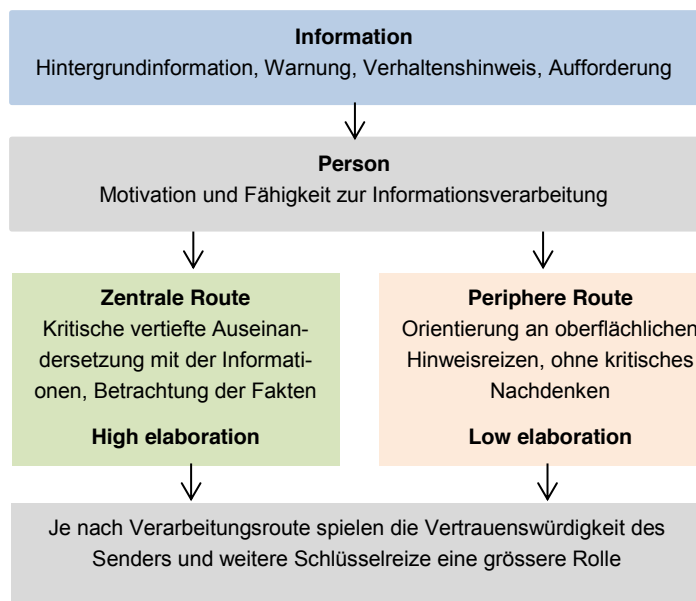 Information
Hintergrundinformation, Warnung, Verhaltenshinweis, Aufforderung
Person
Motivation und Fähigkeit zur Informationsverarbeitung
Zentrale Route
Kritische vertiefte Auseinan-
dersetzung mit der Informati-
onen, Betrachtung der Fakten
High elaboration
Periphere Route
Orientierung an oberflächlichen
Hinweisreizen, ohne kritisches
Nachdenken
Low elaboration
Je nach Verarbeitungsroute spielen die Vertrauenswürdigkeit des
Senders und weitere Schlüsselreize eine grössere Rolle